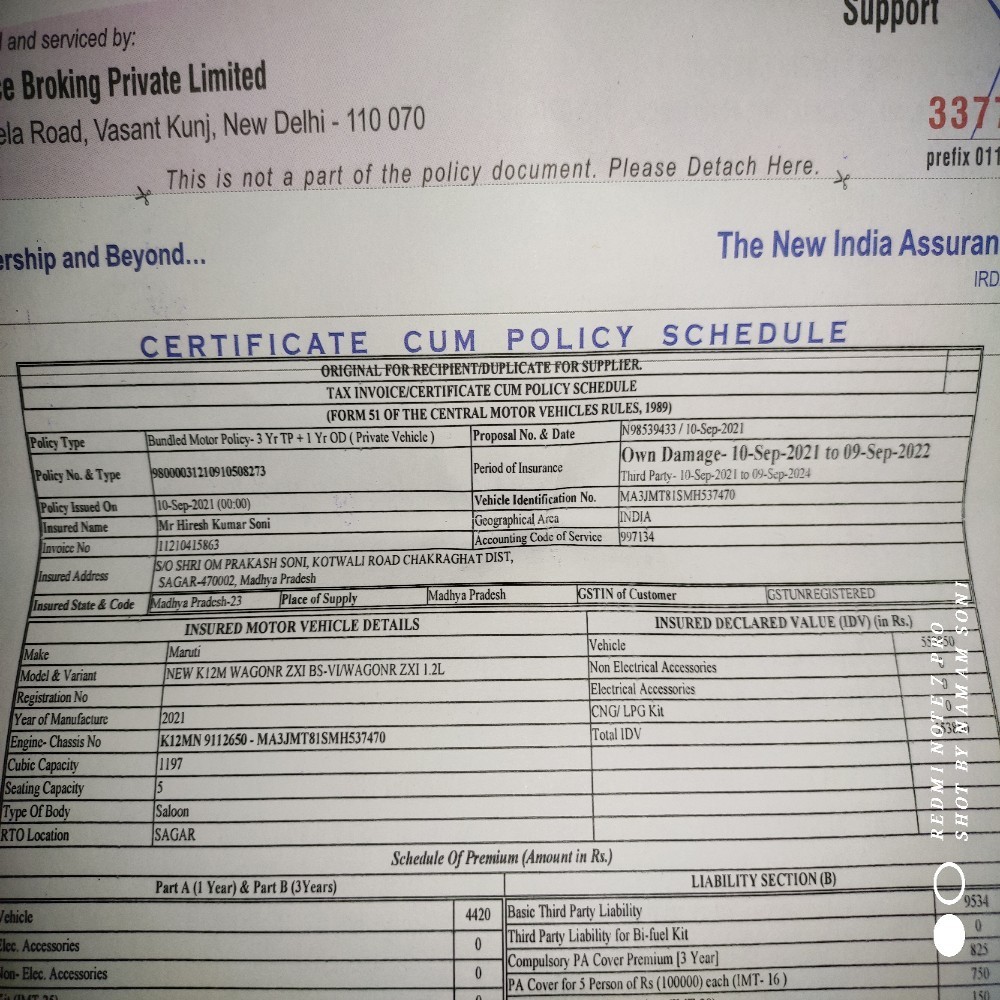 Support
and serviced by:
Broking Private Limited
Road, Vasant Kunj, New Delhi - 110 070
337
prefix 011
This is not a part of the policy document. Please Detach Here.
ership and Beyond...
The New India Assuran
IRD
CERTIFICATE CUM POLICY SCHEDULE
ORIGINAL FOR RECIPIENT/DUPLICATE FOR SUPPLIER.
TAX INVOICE/CERTIFICATE CUM POLICY SCHEDULE
(FORM 51 OF THE CENTRAL MOTOR VEHICLES RULES, 1989)
Policy Type Bundled Motor Policy- 3 Yr TP + 1 Yr OD ( Private Vehicle ) Proposal No. & Date N98539433 / 10-Sep-2021
Policy No. & Type 98000031210910508273 Period of Insurance Own Damage- 10-Sep-2021 to 09-Sep-2022
Third Party- 10-Sep-2021 to 09-Sep-2024
Policy Issued On 10-Sep-2021 (00:00) Vehicle Identification No. MA3JMT81SMH537470
Insured Name Mr Hiresh Kumar Soni Geographical Area INDIA
Invoice No 11210415863 Accounting Code of Service 997134
Insured Address S/O SHRI OM PRAKASH SONI, KOTWALI ROAD CHAKRAGHAT DIST,
SAGAR-470002, Madhya Pradesh
Insured State & Code Madhya Pradesh-23 Place of Supply Madhya Pradesh GSTIN of Customer GSTUNREGISTERED
INSURED MOTOR VEHICLE DETAILS INSURED DECLARED VALUE (IDV) (in Rs.)
Make Maruti Vehicle
Model & Variant NEW K12M WAGONR ZXI BS-VI/WAGONR ZXI 1.2L Non Electrical Accessories
Registration No Electrical Accessories
Year of Manufacture 2021 CNG/ LPG Kit 0
Engine- Chassis No K12MN 9112650 - MA3JMT81SMH537470 Total IDV
Cubic Capacity 1197
Seating Capacity 5
Type Of Body Saloon
RTO Location SAGAR
Schedule Of Premium (Amount in Rs.)
Part A (1 Year) & Part B (3Years) LIABILITY SECTION (B)
Vehicle 4420 Basic Third Party Liability 9534
Elec. Accessories 0 Third Party Liability for Bi-fuel Kit 0
Non- Elec. Accessories 0 Compulsory PA Cover Premium [3 Year] 825
PA Cover for 5 Person of Rs (100000) each (IMT- 16 ) 750
150
REDMI NOTE 7 PRO
SHOT BY NAMAM SONI